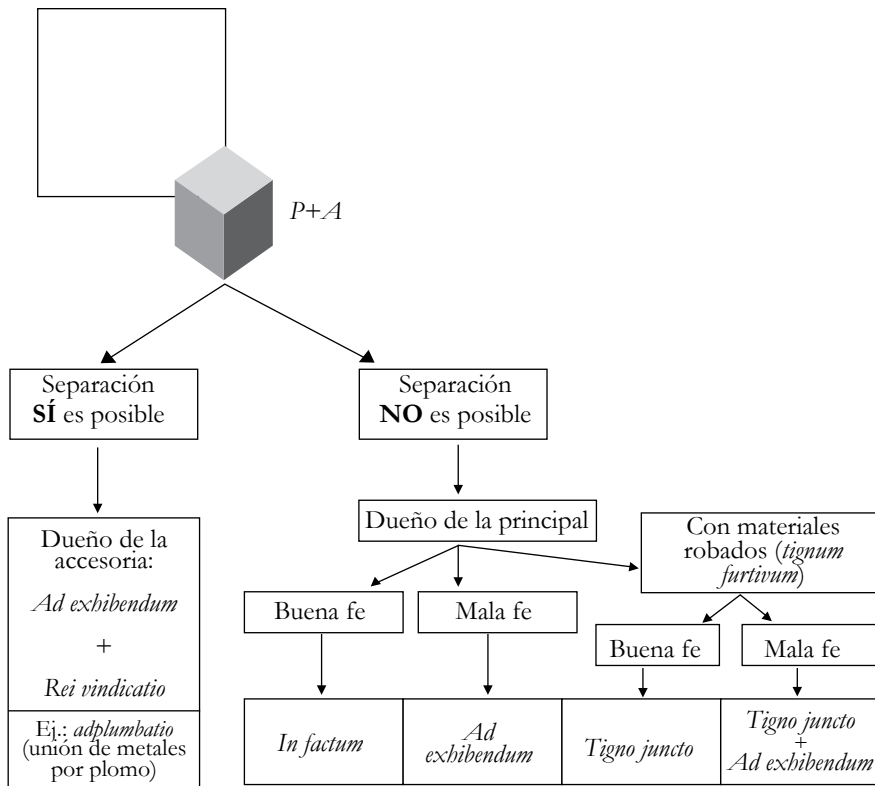 P+A
Separación
SÍ es posible
Separación
NO es posible
Dueño de la
accesoria:
Ad exhibendum
+
Rei vindicatio
Ej.: adplumbatio
(unión de metales
por plomo)
Dueño de la principal
Con materiales
robados (tignum
furtivum)
Buena fe
Mala fe
Buena fe
Mala fe
In factum
Ad
exhibendum
Tigno juncto
Tigno juncto
+
Ad exhibendum